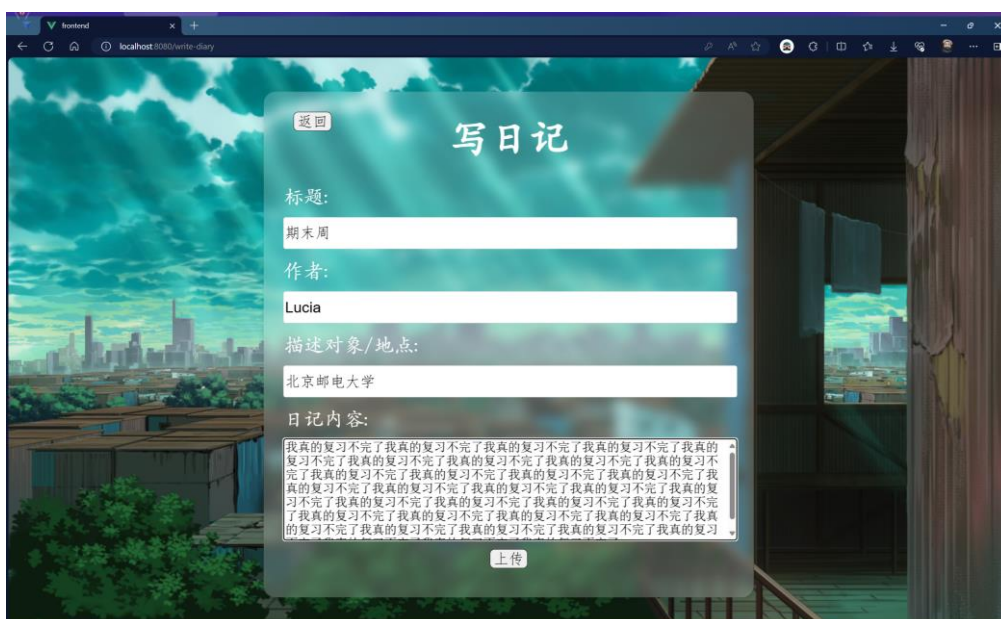 frontend
localhost:8080/write-diary
返回
写日记
标题:
期末周
作者:
Lucia
描述对象/地点:
北京邮电大学
日记内容:
我真的复习不完了我真的复习不完了我真的复习不完了我真的复习不完了我真的
复习不完了我真的复习不完了我真的复习不完了我真的复习不完了我真的复习不
完了我真的复习不完了我真的复习不完了我真的复习不完了我真的复习不完了我
真的复习不完了我真的复习不完了我真的复习不完了我真的复习不完了我真的复
习不完了我真的复习不完了我真的复习不完了我真的复习不完了我真的复习不完
了我真的复习不完了我真的复习不完了我真的复习不完了我真的复习不完了我真
的复习不完了我真的复习不完了我真的复习不完了我真的复习不完了我真的复习
上传